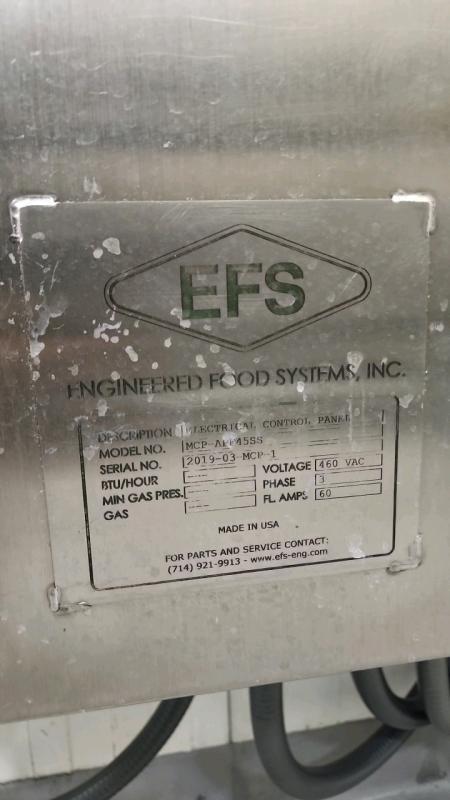 EFS
ENGINEERED FOOD SYSTEMS, INC.
DESCRIPTION ELECTRICAL CONTROL PANEL
MODEL NO.
SERIAL NO. 2019-03-MCP-1
BTU/HOUR ---- VOLTAGE 460 VAC
MIN GAS PRES. ---- PHASE 3
GAS ---- FL. AMPS 60
MADE IN USA
FOR PARTS AND SERVICE CONTACT:
(714) 921-9913 - www.efs-eng.com